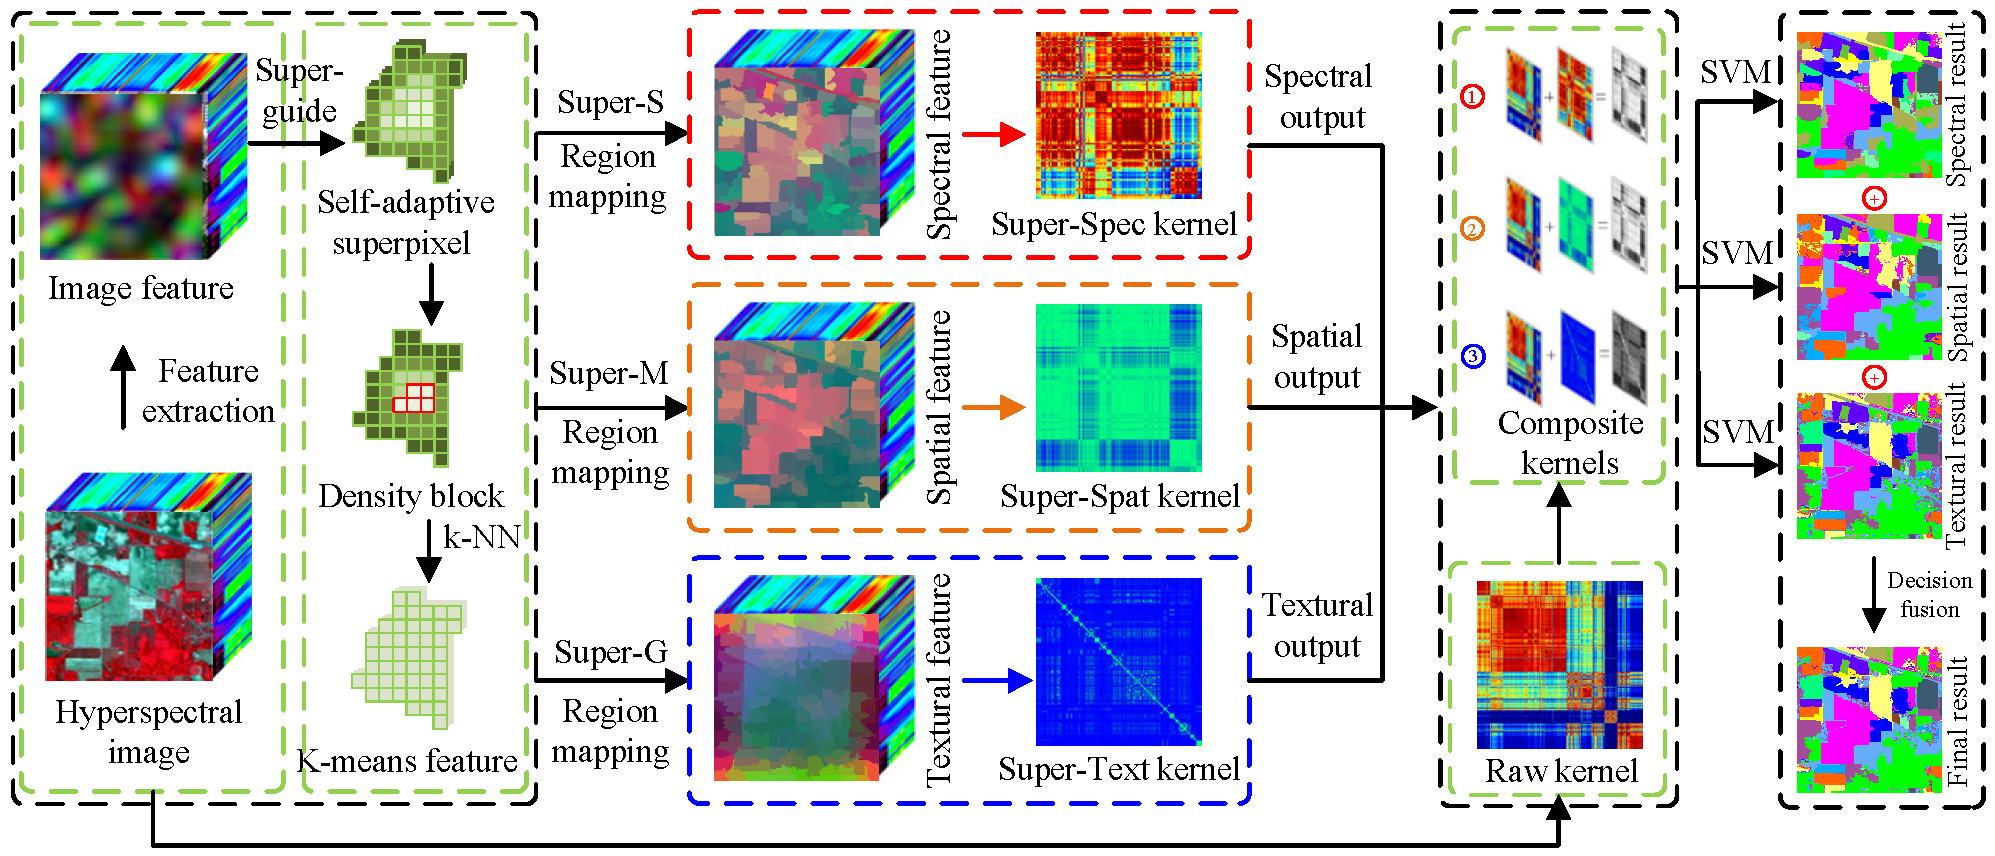 Super-
guide
Image feature
Feature
extraction
Hyperspectral
image
Self-adaptive
superpixel
Density block
k-NN
K-means feature
Super-S
Region
mapping
Super-M
Region
mapping
Super-G
Region
mapping
Spectral feature
Super-Spec kernel
Spatial feature
Super-Spat kernel
Textural feature
Super-Text kernel
Spectral
output
Spatial
output
Textural
output
1
+
=
2
+
=
3
+
=
Composite
kernels
Raw kernel
SVM
SVM
SVM
Spectral result
+
Spatial result
+
Textural result
Decision
fusion
Final result